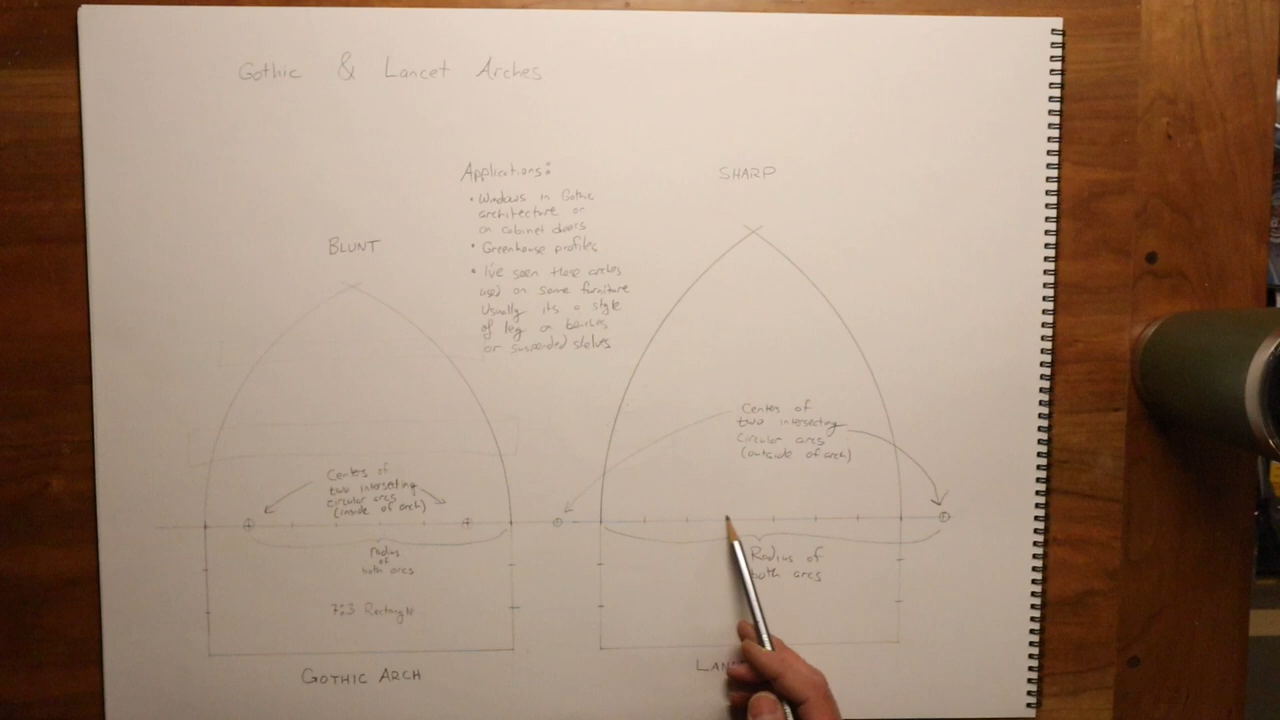 Gothic & Lancet Arches
BLUNT
Applications:
• Windows in Gothic
architecture or
on cabinet doors
• Greenhouse profiles
• I've seen these arches
used on some furniture
Usually its a style
of leg on benches
or suspended shelves
SHARP
Centers of
two intersecting
circular arcs
(inside of arch)
radius
of
both arcs
7:3 Rectangle
GOTHIC ARCH
Centers of
two intersecting
circular arcs
(outside of arch)
Radius of
both arcs